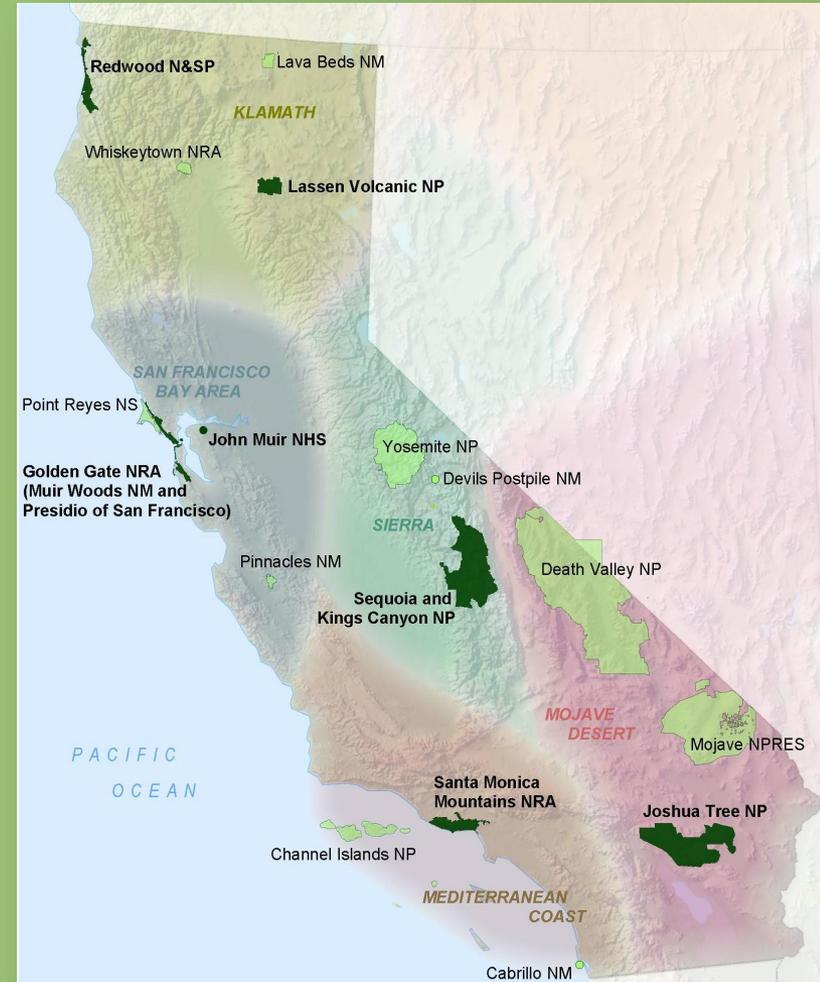 Redwood N&SP
Lava Beds NM
KLAMATH
Whiskeytown NRA
Lassen Volcanic NP
SAN FRANCISCO
BAY AREA
Point Reyes NS
John Muir NHS
Golden Gate NRA
(Muir Woods NM and
Presidio of San Francisco)
Yosemite NP
Devils Postpile NM
SIERRA
Pinnacles NM
Death Valley NP
Sequoia and
Kings Canyon NP
MOJAVE
DESERT
Mojave NPRES
PACIFIC
OCEAN
Santa Monica
Mountains NRA
Joshua Tree NP
Channel Islands NP
MEDITERRANEAN
COAST
Cabrillo NM